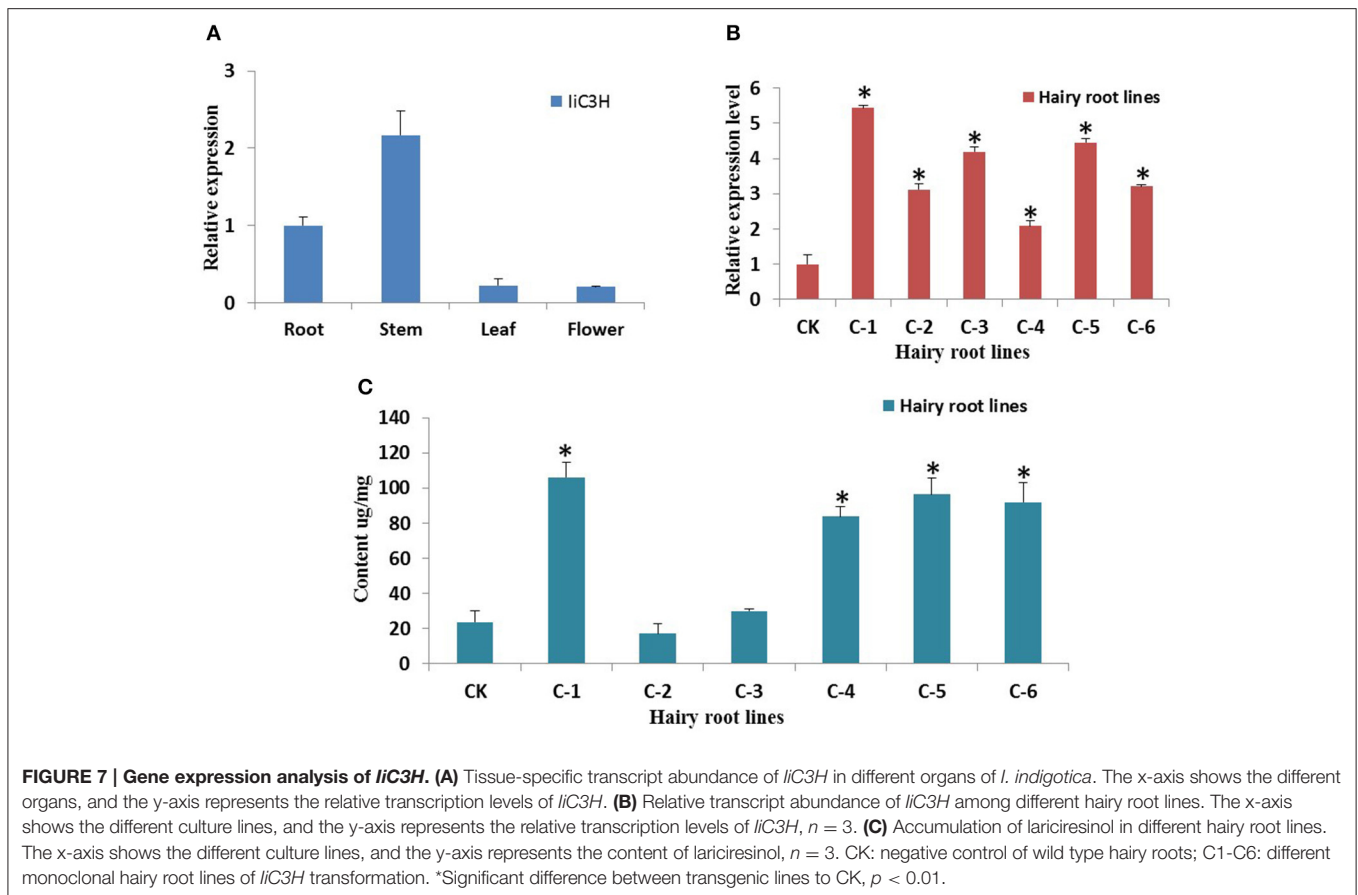 A
Relative expression
3
2
1
0
IiC3H
Root Stem Leaf Flower
B
Relative expression level
6
5
4
3
2
1
0
Hairy root lines
* * * * * *
CK C-1 C-2 C-3 C-4 C-5 C-6
Hairy root lines
C
Content ug/mg
140
120
100
80
60
40
20
0
Hairy root lines
* * * *
CK C-1 C-2 C-3 C-4 C-5 C-6
Hairy root lines
FIGURE 7 | Gene expression analysis of IiC3H. (A) Tissue-specific transcript abundance of IiC3H in different organs of I. indigotica. The x-axis shows the different
organs, and the y-axis represents the relative transcription levels of IiC3H. (B) Relative transcript abundance of IiC3H among different hairy root lines. The x-axis
shows the different culture lines, and the y-axis represents the relative transcription levels of IiC3H, n = 3. (C) Accumulation of lariciresinol in different hairy root lines.
The x-axis shows the different culture lines, and the y-axis represents the content of lariciresinol, n = 3. CK: negative control of wild type hairy roots; C1-C6: different
monoclonal hairy root lines of IiC3H transformation. *Significant difference between transgenic lines to CK, p < 0.01.